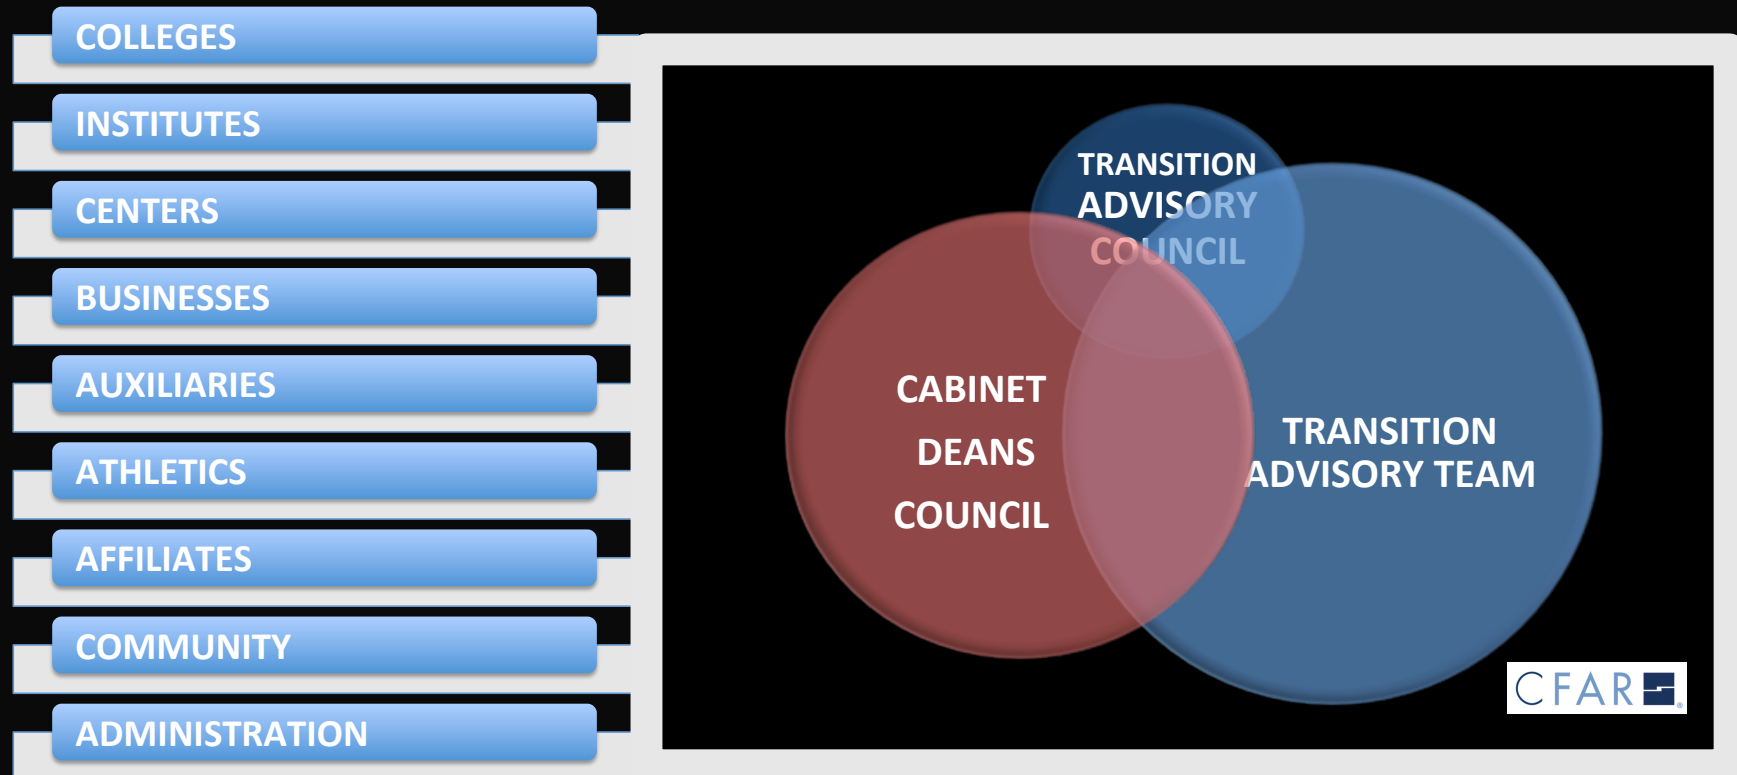 COLLEGES
INSTITUTES
CENTERS
BUSINESSES
AUXILIARIES
ATHLETICS
AFFILIATES
COMMUNITY
ADMINISTRATION
TRANSITION
ADVISORY
COUNCIL
CABINET
DEANS
COUNCIL
TRANSITION
ADVISORY TEAM
CFAR ®